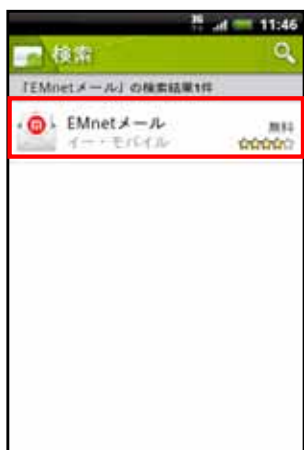 3G 11:46
検索
「EMnetメール」の検索結果1件
EMnetメール
無料
イー・モバイル